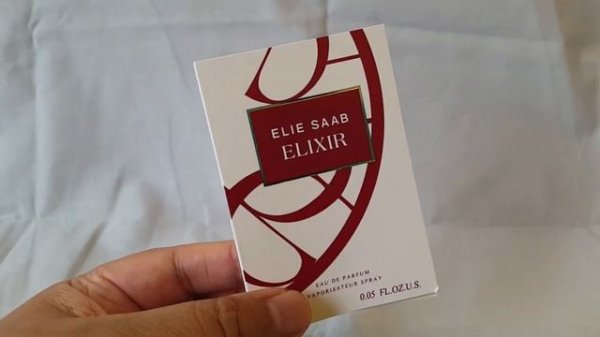 ELIE SAAB
ELIXIR
EAU DE PARFUM
VAPORISATEUR SPRAY
0.05 FL.OZ.U.S.